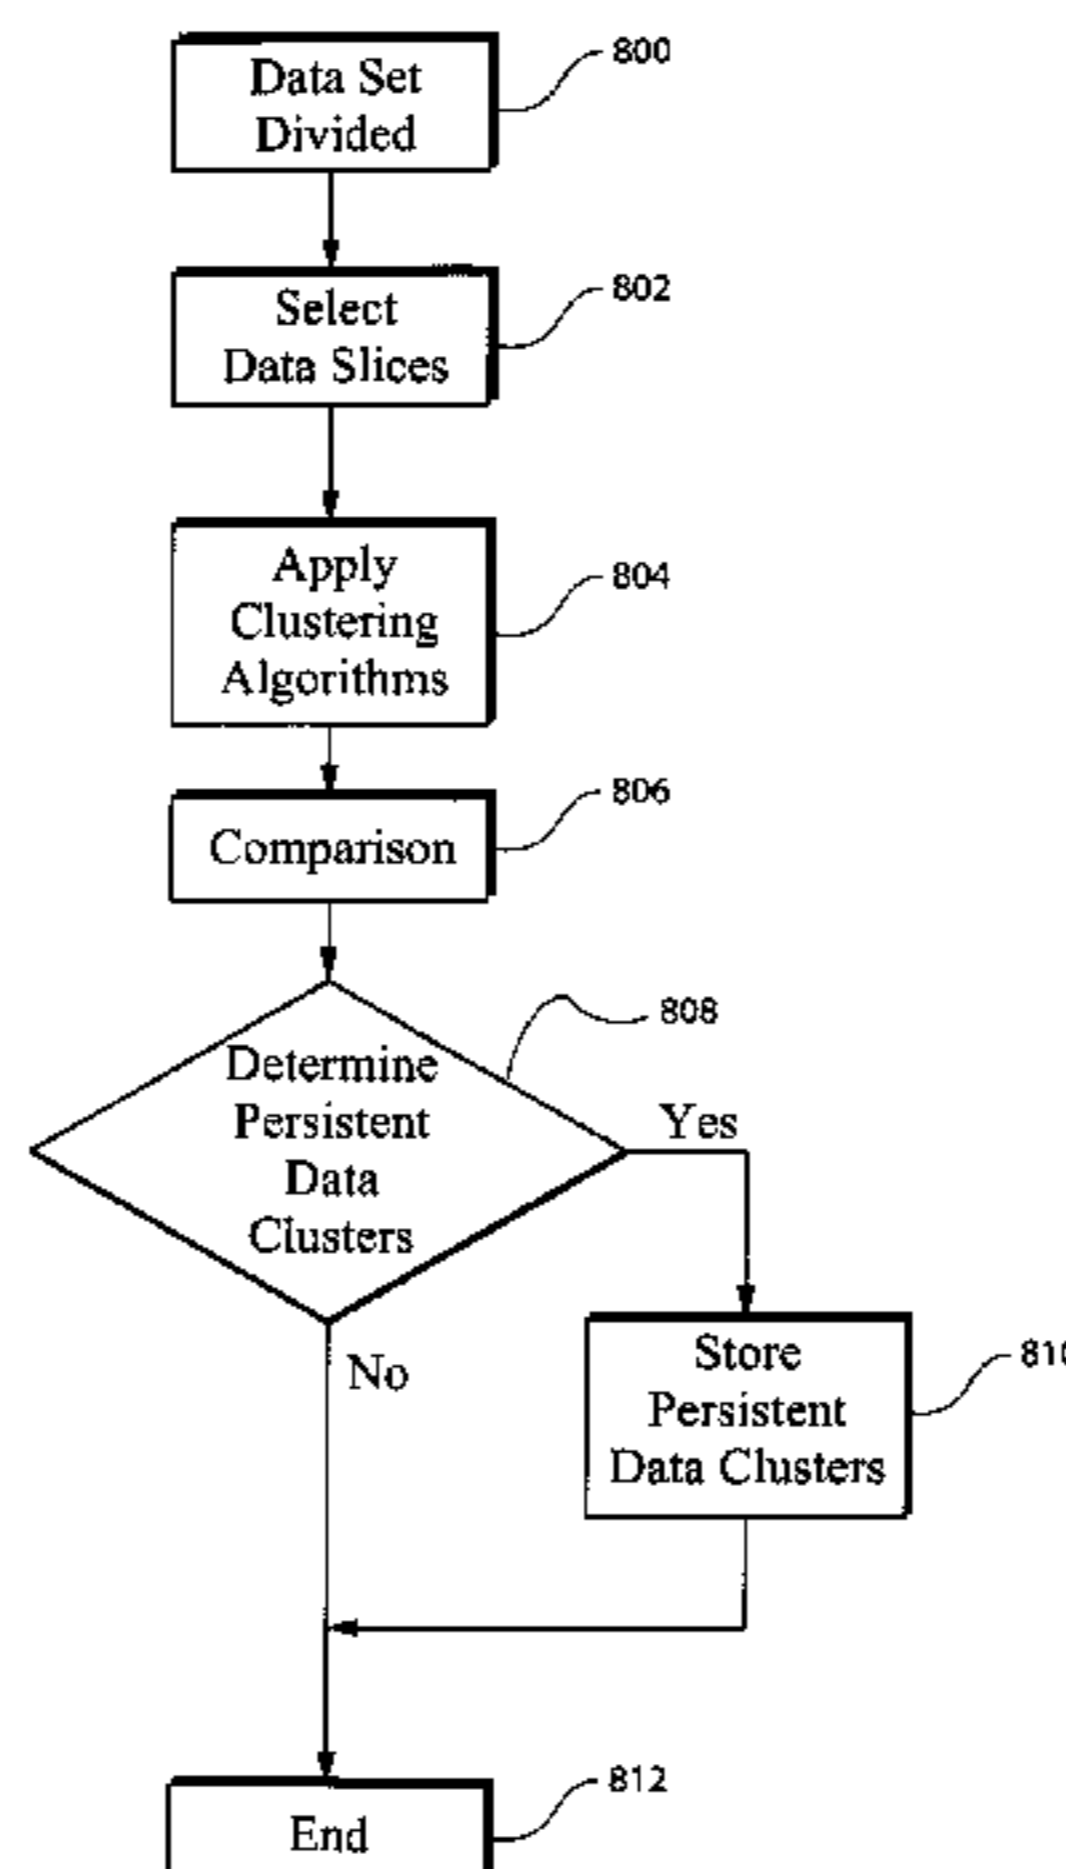 Data Set
Divided
800
Select
Data Slices
802
Apply
Clustering
Algorithms
804
Comparison
806
Determine
Persistent
Data
Clusters
808
Yes
No
Store
Persistent
Data Clusters
810
End
812